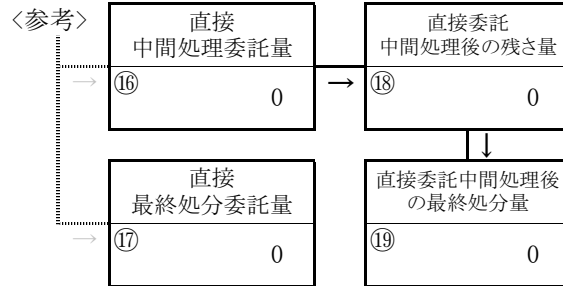 〈参考〉
直接
中間処理委託量
→
⑯
0
→
直接委託
中間処理後の残さ量
⑱
0
↓
直接
最終処分委託量
→
⑰
0
直接委託中間処理後
の最終処分量
⑲
0